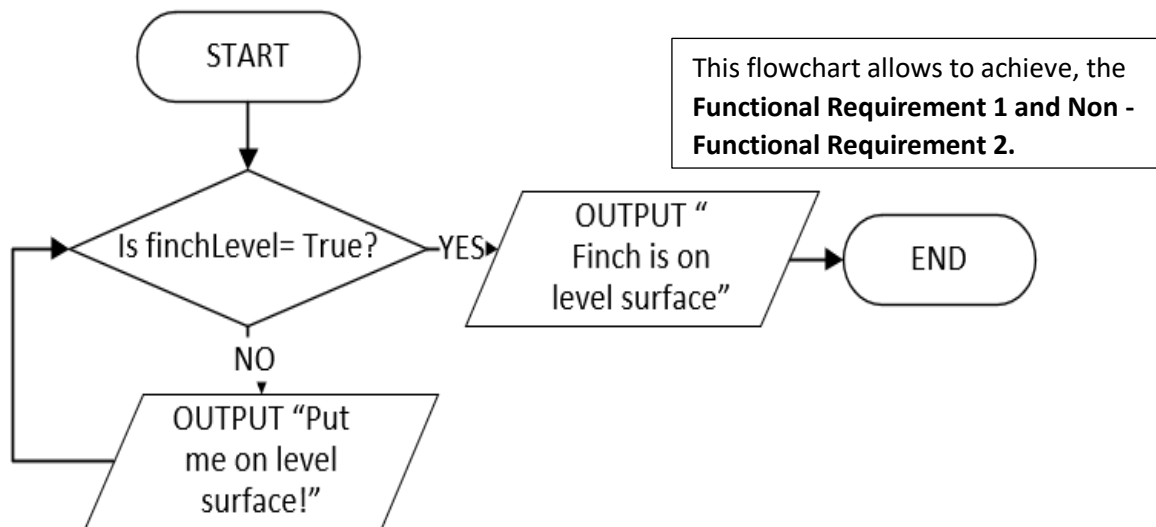 START
This flowchart allows to achieve, the
Functional Requirement 1 and Non -
Functional Requirement 2.
Is finchLevel= True?
YES
OUTPUT “
Finch is on
level surface”
END
NO
OUTPUT “Put
me on level
surface!”